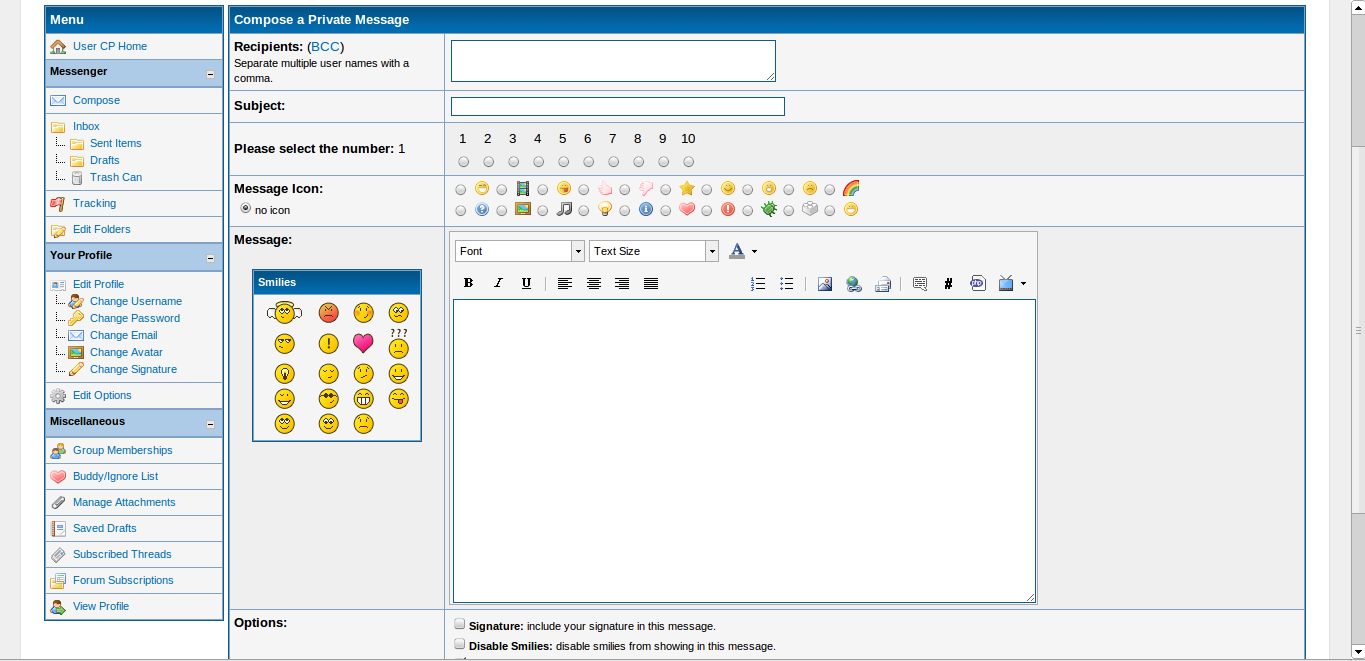 Menu
User CP Home
Messenger
Compose
Inbox
Sent Items
Drafts
Trash Can
Tracking
Edit Folders
Your Profile
Edit Profile
Change Username
Change Password
Change Email
Change Avatar
Change Signature
Edit Options
Miscellaneous
Group Memberships
Buddy/Ignore List
Manage Attachments
Saved Drafts
Subscribed Threads
Forum Subscriptions
View Profile
Compose a Private Message
Recipients: (BCC)
Separate multiple user names with a
comma.
Subject:
Please select the number: 1
1 2 3 4 5 6 7 8 9 10
Message Icon:
no icon
Message:
Smilies
???
Font Text Size A
B I U #
Options:
Signature: include your signature in this message.
Disable Smilies: disable smilies from showing in this message.